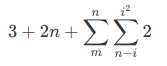 $3 + 2n + \sum_{m}^{n} \sum_{n-i}^{i^2} 2$